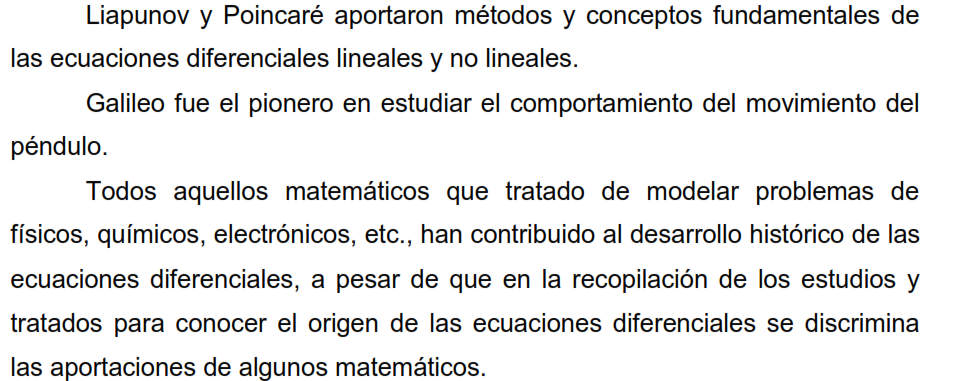 Liapunov y Poincaré aportaron métodos y conceptos fundamentales de
las ecuaciones diferenciales lineales y no lineales.
Galileo fue el pionero en estudiar el comportamiento del movimiento del
péndulo.
Todos aquellos matemáticos que tratado de modelar problemas de
físicos, químicos, electrónicos, etc., han contribuido al desarrollo histórico de las
ecuaciones diferenciales, a pesar de que en la recopilación de los estudios y
tratados para conocer el origen de las ecuaciones diferenciales se discrimina
las aportaciones de algunos matemáticos.